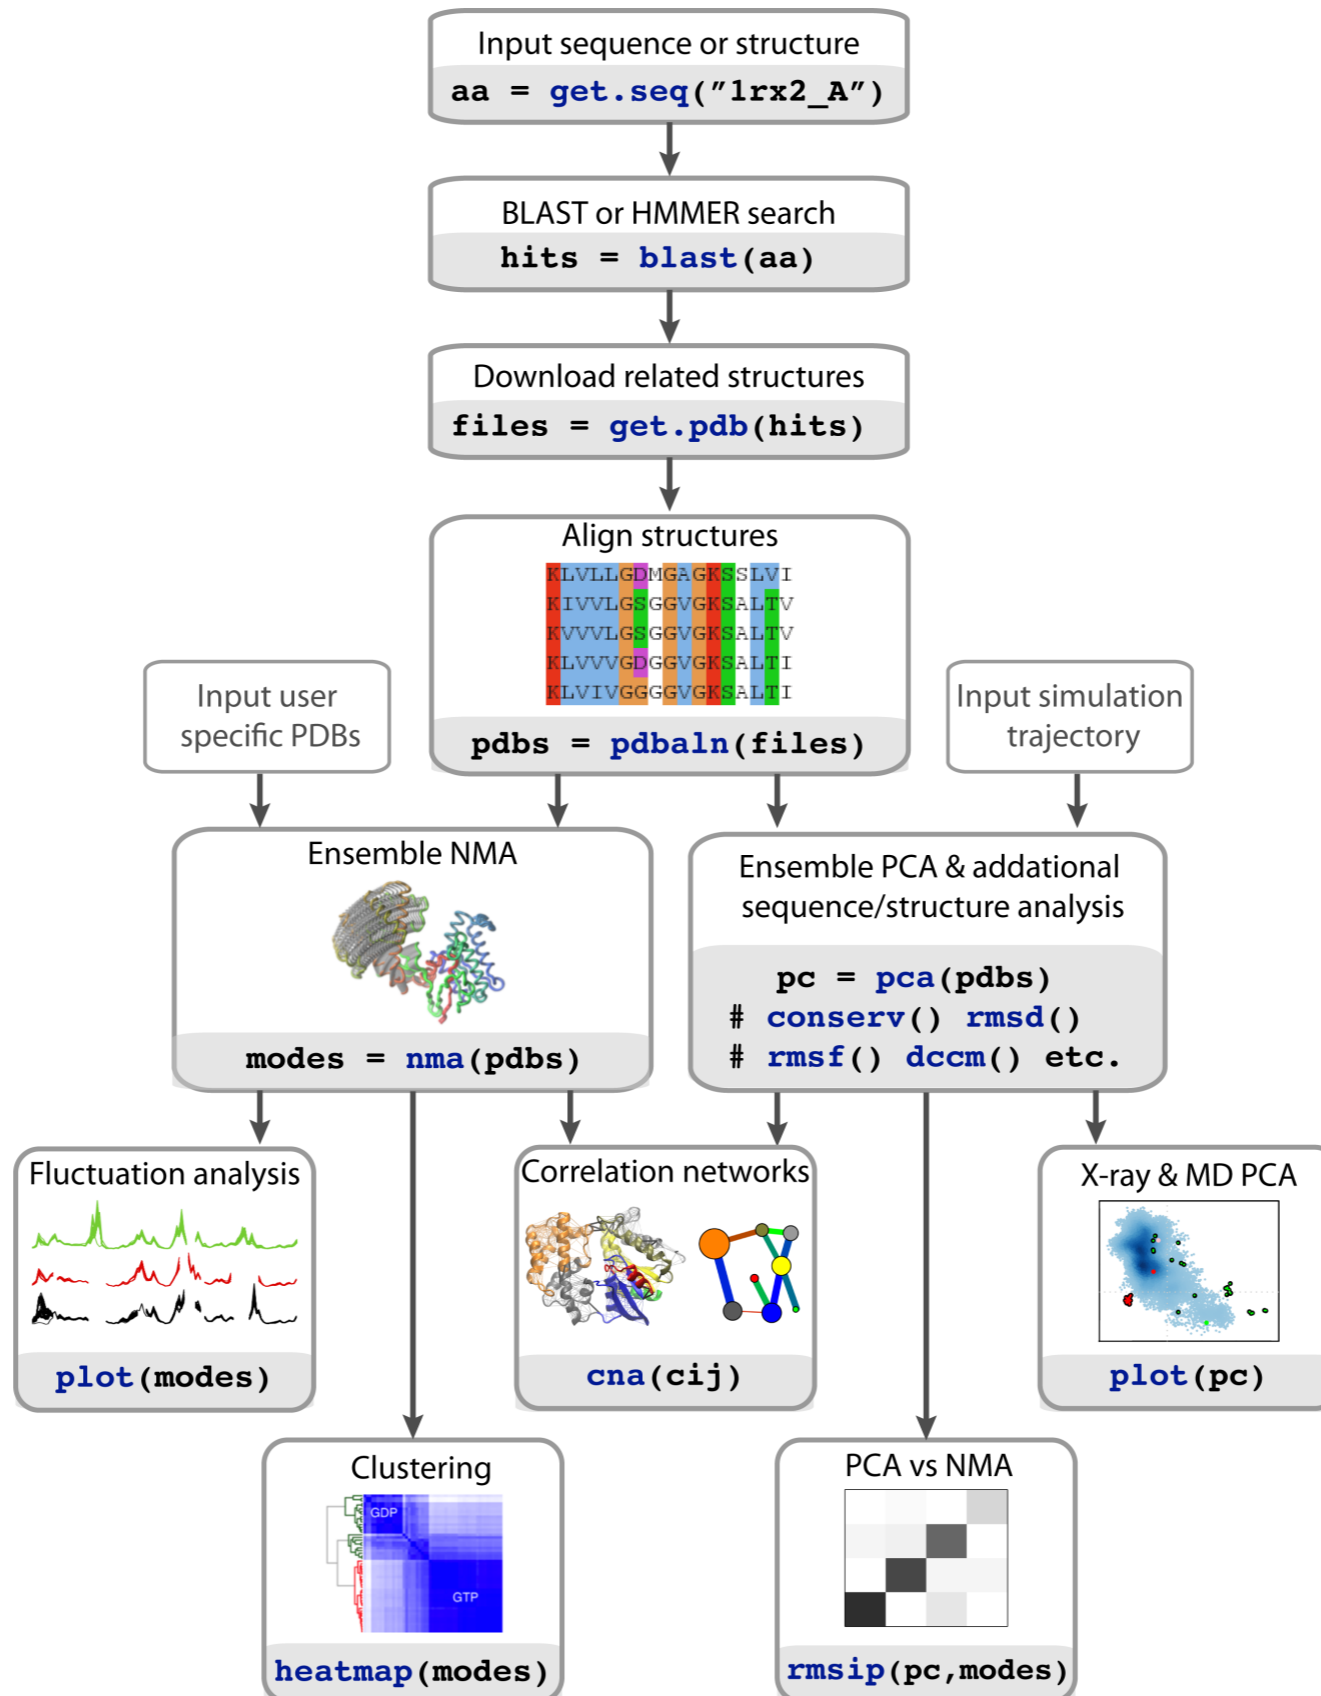 Input sequence or structure
aa = get.seq("1rx2_A")
BLAST or HMMER search
hits = blast(aa)
Download related structures
files = get.pdb(hits)
Align structures
KLVLLGDMGAGKSSLVI
KIVVLGSGGVGKSALTV
KVVVLGSGGVGKSALTV
KLVVVGDGGVGKSALTI
KLVIVGGGGVGKSALTI
pdbs = pdbaln(files)
Input user
specific PDBs
Input simulation
trajectory
Ensemble NMA
modes = nma(pdbs)
Ensemble PCA & addational
sequence/structure analysis
pc = pca(pdbs)
# conserv() rmsd()
# rmsf() dccm() etc.
Fluctuation analysis
plot(modes)
Correlation networks
cna(cij)
X-ray & MD PCA
plot(pc)
Clustering
GDP
GTP
heatmap(modes)
PCA vs NMA
rmsip(pc,modes)